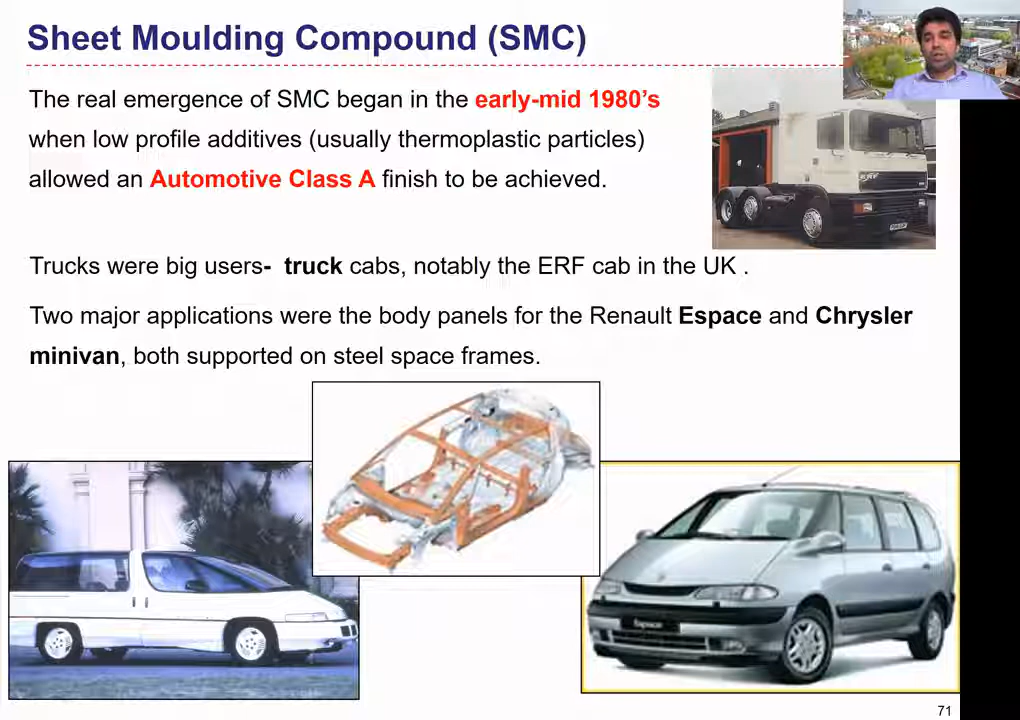 Sheet Moulding Compound (SMC)
The real emergence of SMC began in the early-mid 1980’s
when low profile additives (usually thermoplastic particles)
allowed an Automotive Class A finish to be achieved.
Trucks were big users- truck cabs, notably the ERF cab in the UK .
Two major applications were the body panels for the Renault Espace and Chrysler
minivan, both supported on steel space frames.
ERF
Espace
71